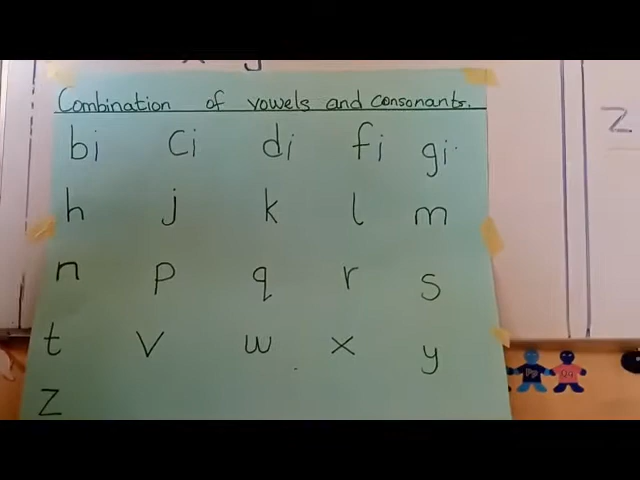 Combination of vowels and consonants.
bi ci di fi gi
h j k l m
n p q r s
t v w x y
z
Z